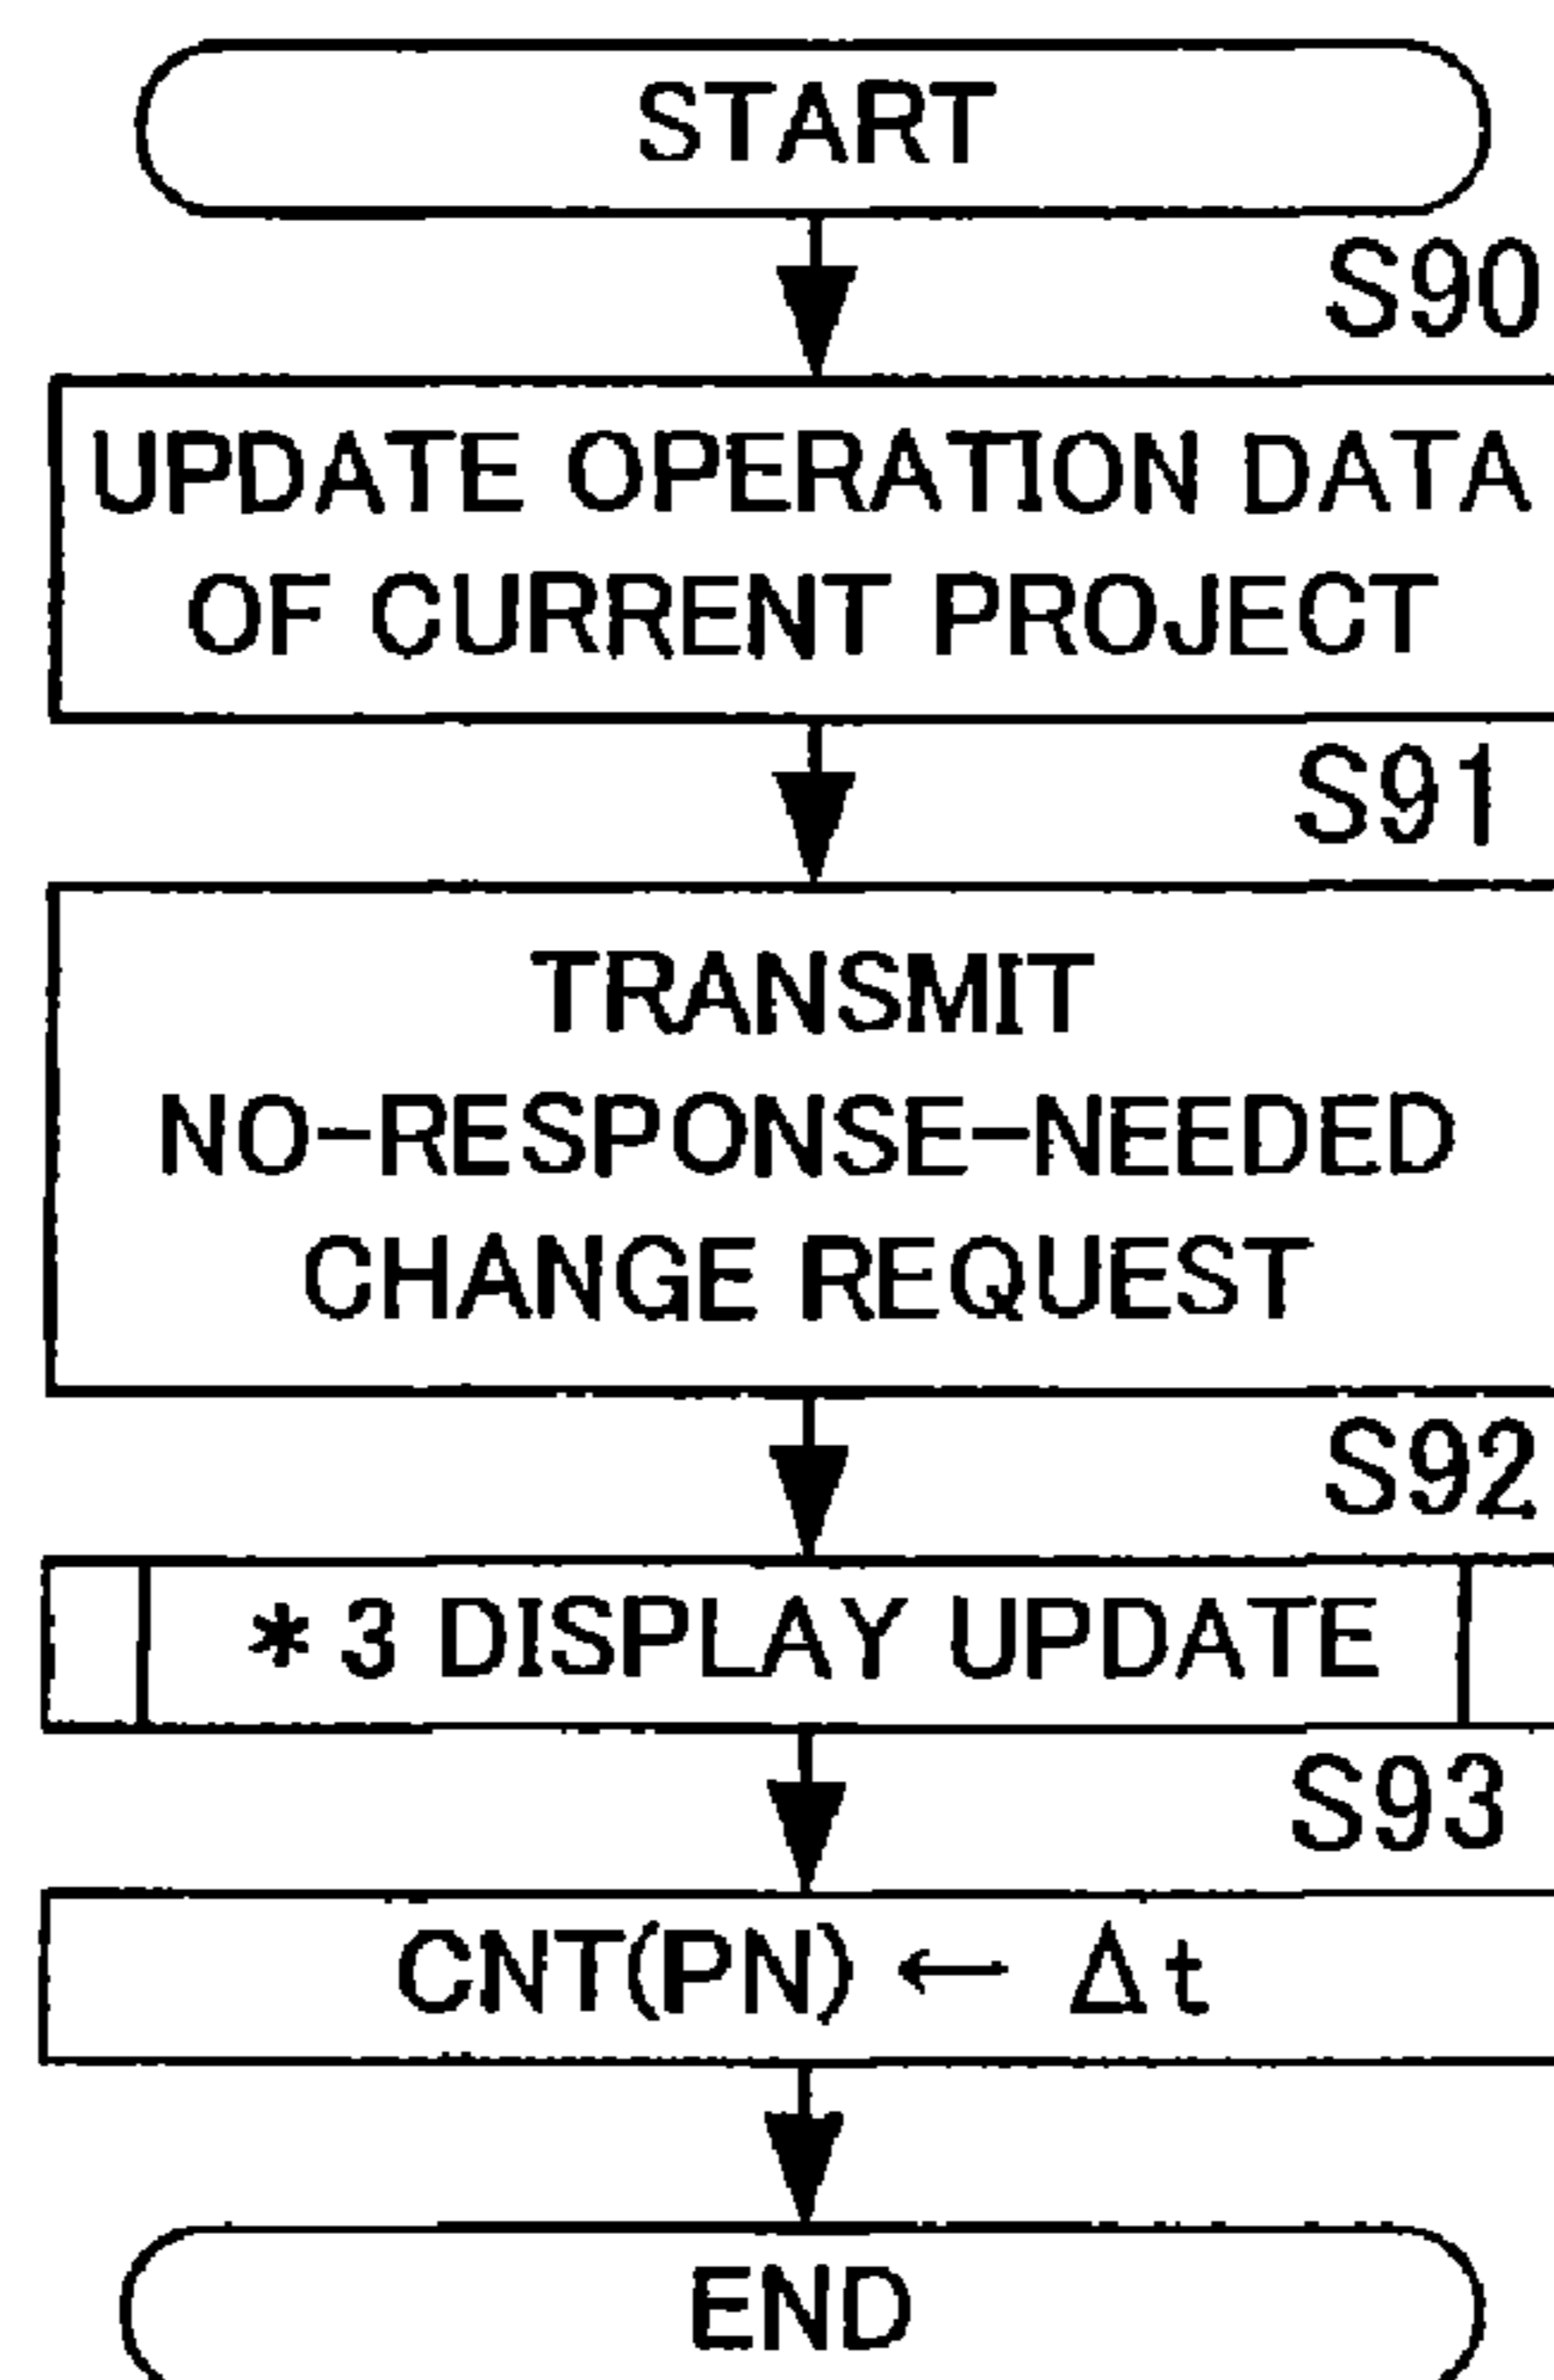 START
S90
UPDATE OPERATION DATA
OF CURRENT PROJECT
S91
TRANSMIT
NO-RESPONSE-NEEDED
CHANGE REQUEST
S92
*3 DISPLAY UPDATE
S93
CNT(PN) ← Δt
END